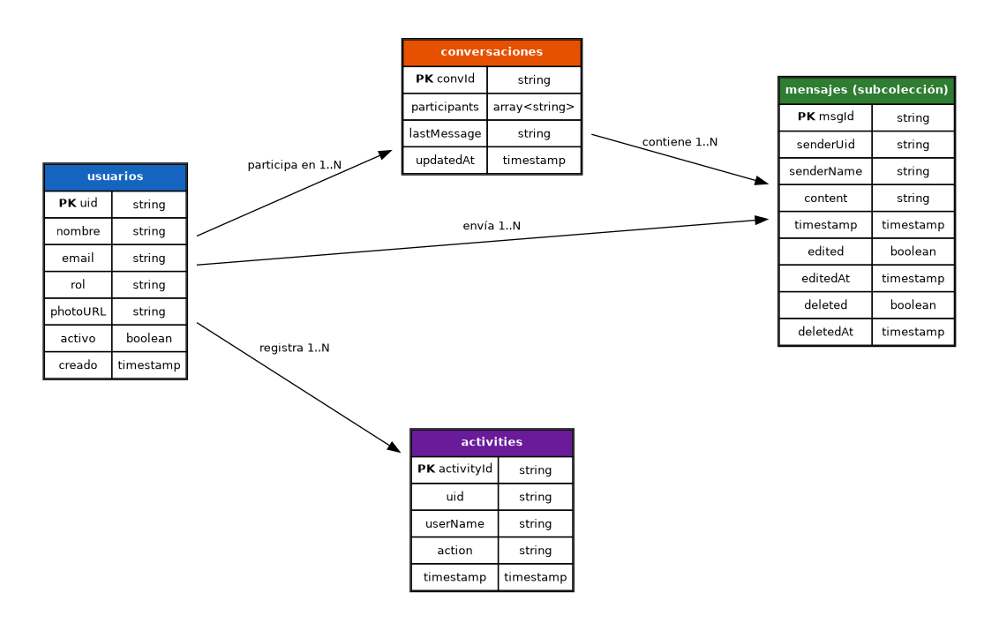 usuarios
PK uid string
nombre string
email string
rol string
photoURL string
activo boolean
creado timestamp
participa en 1..N
envía 1..N
registra 1..N
conversaciones
PK convId string
participants array<string>
lastMessage string
updatedAt timestamp
contiene 1..N
mensajes (subcolección)
PK msgId string
senderUid string
senderName string
content string
timestamp timestamp
edited boolean
editedAt timestamp
deleted boolean
deletedAt timestamp
activities
PK activityId string
uid string
userName string
action string
timestamp timestamp